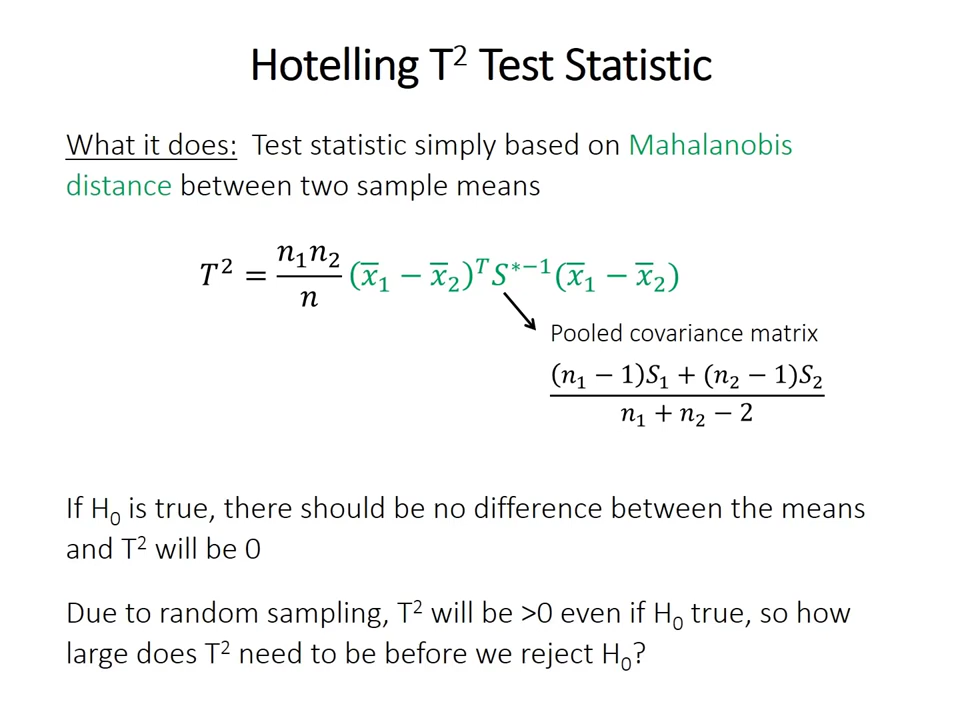 Hotelling T² Test Statistic
What it does: Test statistic simply based on Mahalanobis
distance between two sample means
T² = n₁n₂/n (x̅₁ − x̅₂)ᵀS*⁻¹(x̅₁ − x̅₂)
Pooled covariance matrix
(n₁ − 1)S₁ + (n₂ − 1)S₂
n₁ + n₂ − 2
If H₀ is true, there should be no difference between the means
and T² will be 0
Due to random sampling, T² will be >0 even if H₀ true, so how
large does T² need to be before we reject H₀?